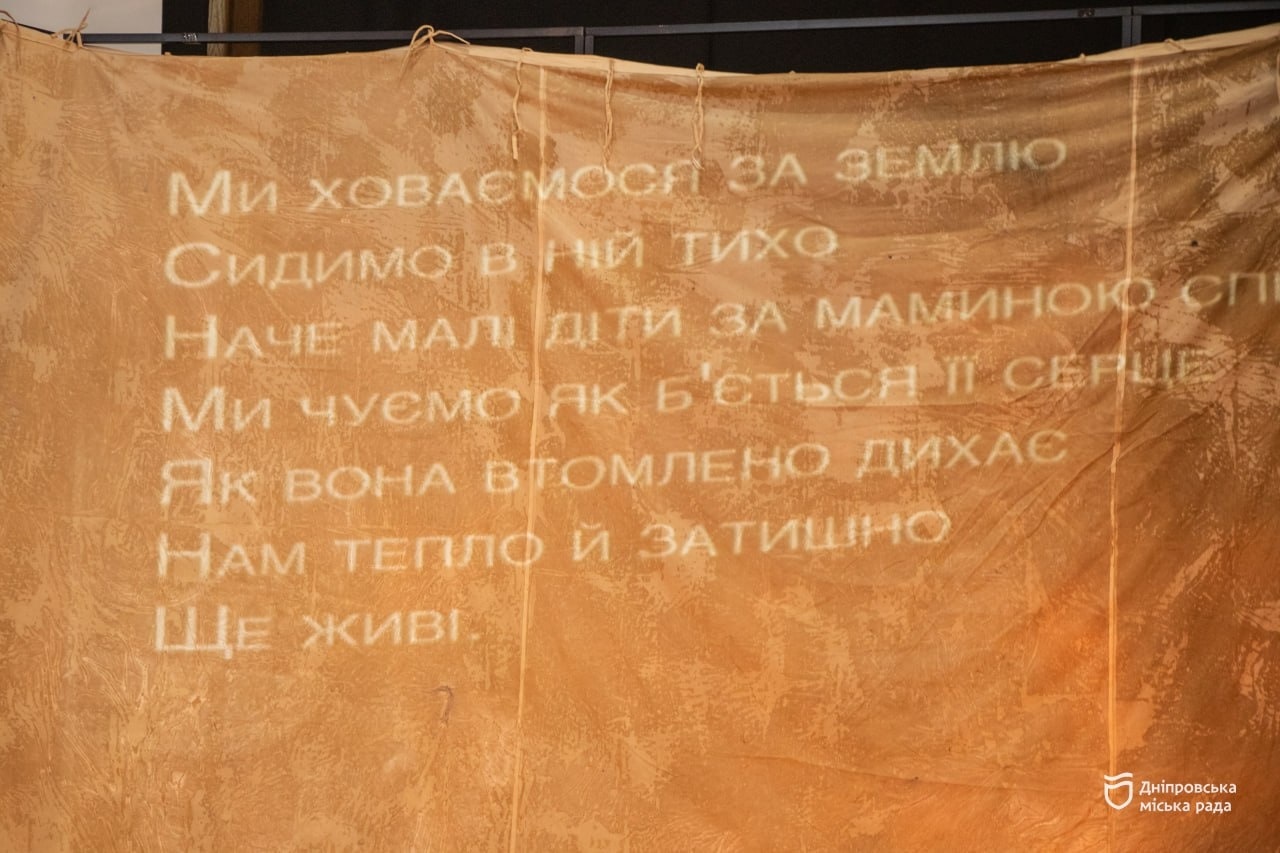 Ми ховаємося за землю
Сидимо в ній тихо
Наче малі діти за маминою
Ми чуємо як б'ється її серце
Як вона втомлено дихає
Нам тепло й затишно
Ще живі.
Дніпровська
міська рада